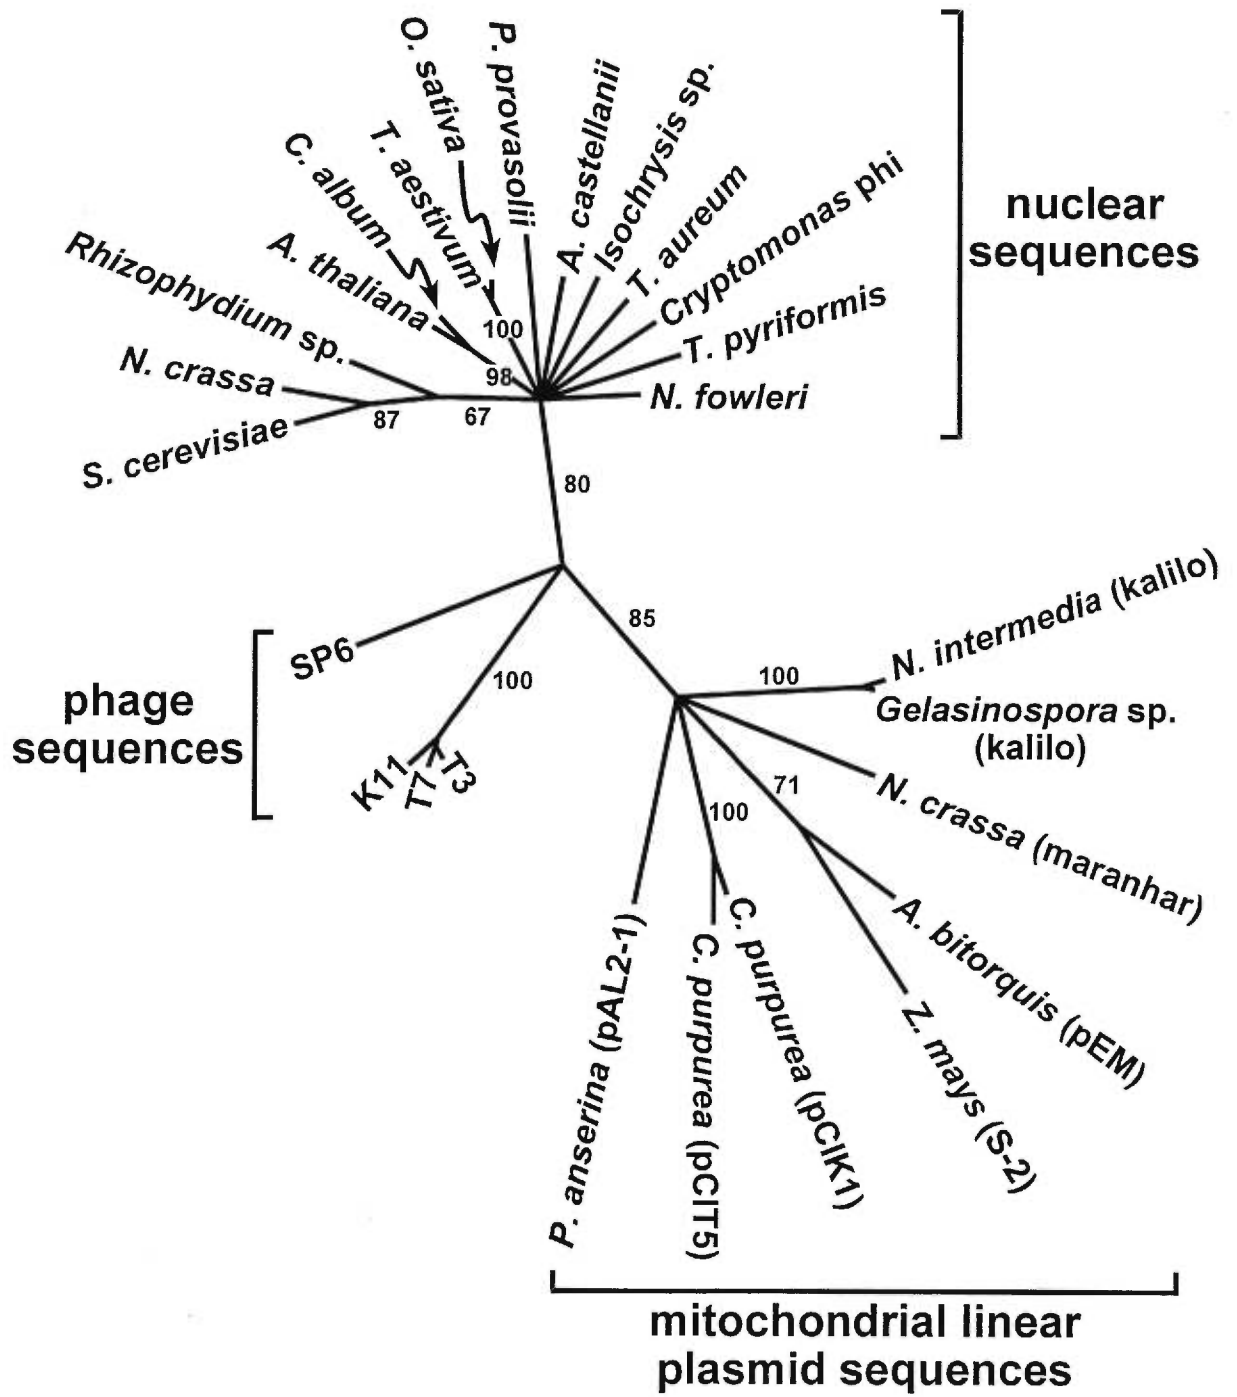 O. sativa
P. provasolii
A. castellanii
Isochrysis sp.
T. aestivum
C. album
T. aureum
Cryptomonas phi
A. thaliana
Rhizophydium sp.
T. pyriformis
N. crassa
N. fowleri
S. cerevisiae
100
98
67
87
80
nuclear
sequences
85
SP6
100
K11
T7
T3
phage
sequences
100
N. intermedia (kalilo)
Gelasinospora sp.
(kalilo)
71
100
N. crassa (maranhar)
A. bitorquis (pEM)
Z. mays (S-2)
C. purpurea (pClK1)
C. purpurea (pClT5)
P. anserina (pAL2-1)
mitochondrial linear
plasmid sequences